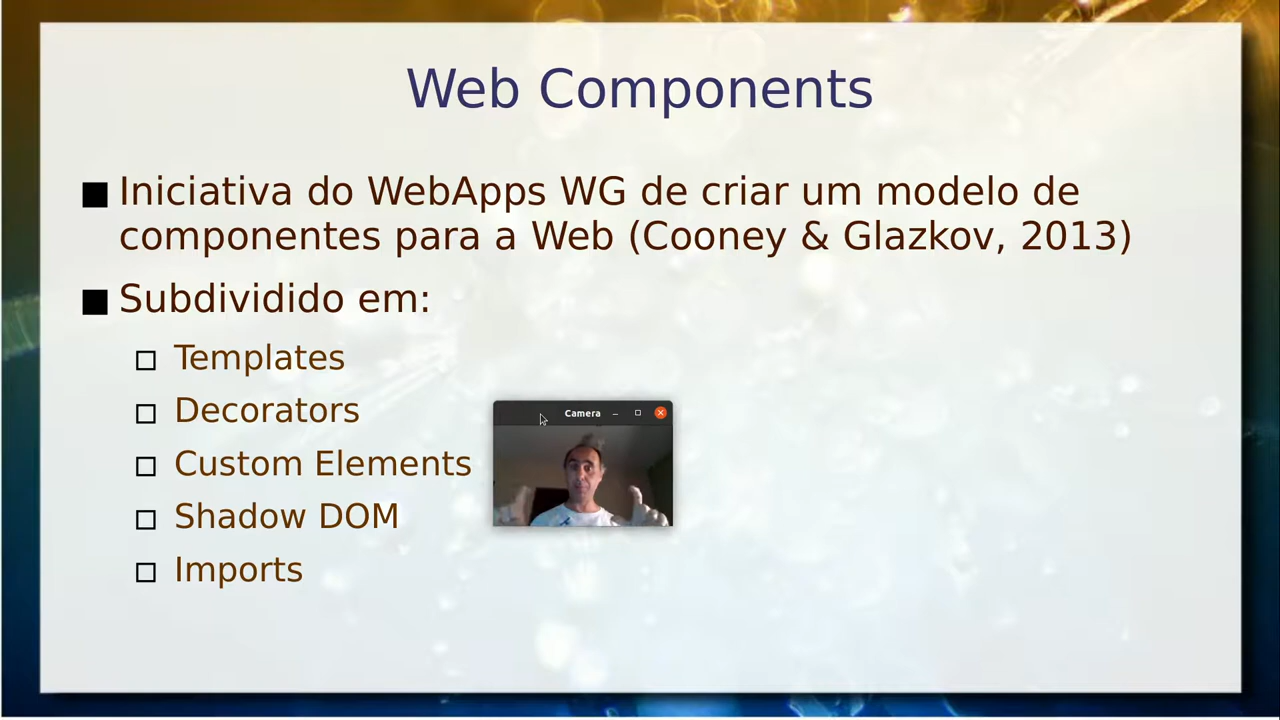 Web Components
Iniciativa do WebApps WG de criar um modelo de
componentes para a Web (Cooney & Glazkov, 2013)
Subdividido em:
Templates
Decorators
Custom Elements
Shadow DOM
Imports
Camera